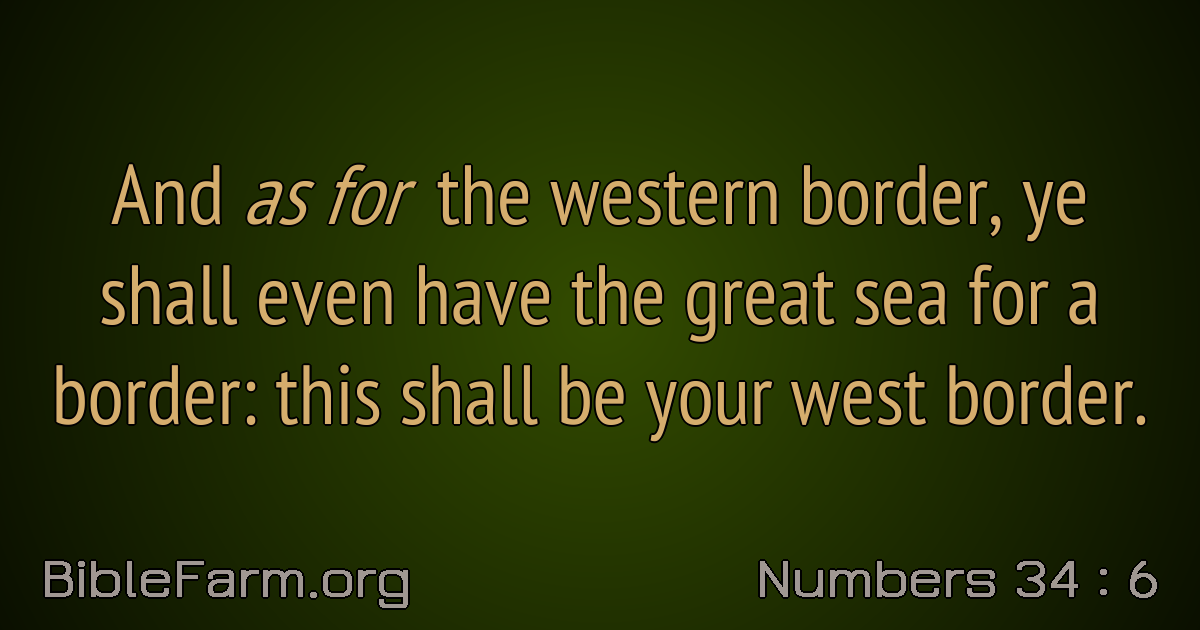 And as for the western border, ye
shall even have the great sea for a
border: this shall be your west border.
BibleFarm.org
Numbers 34 : 6